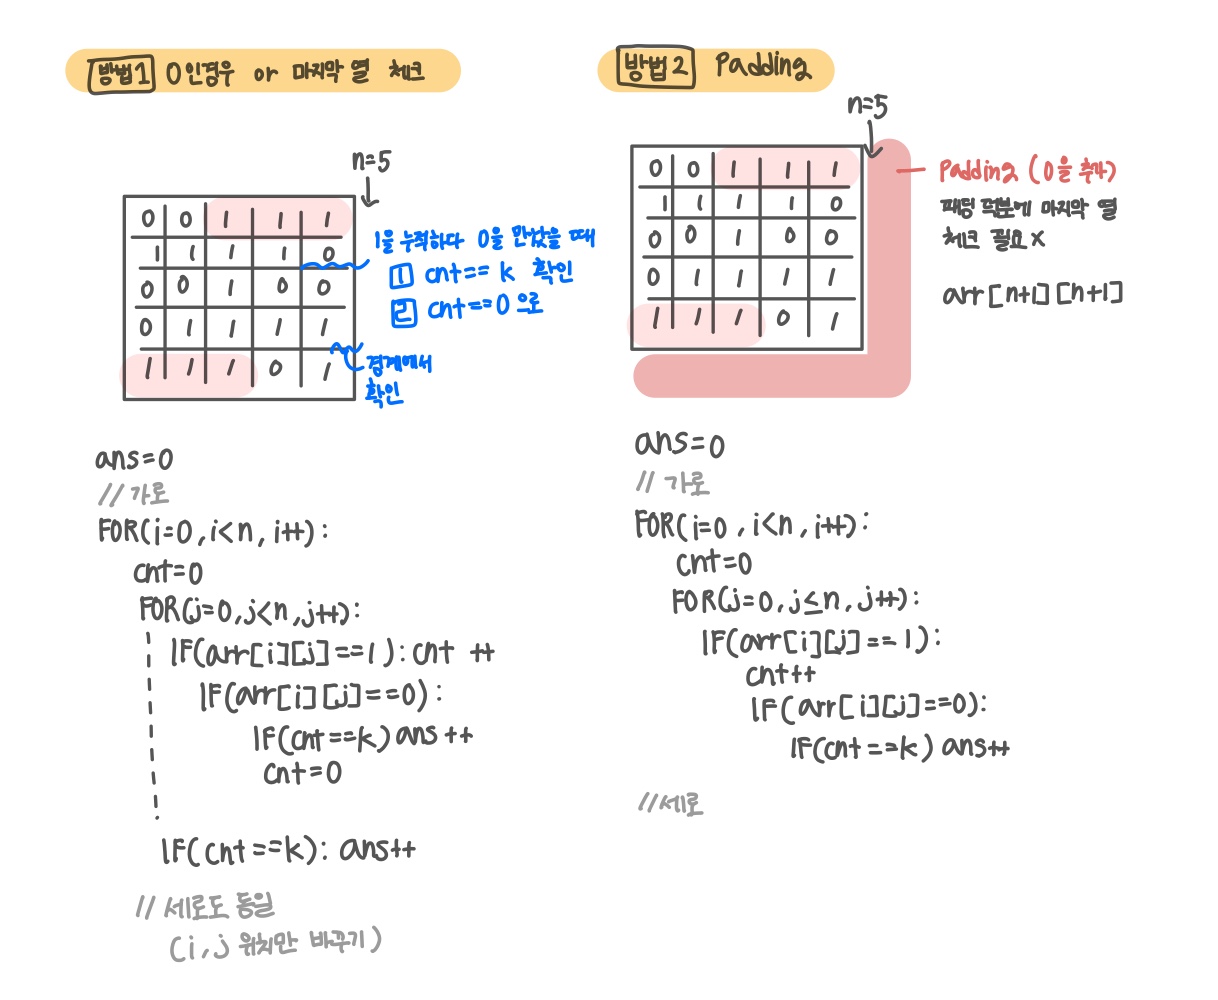 방법1 0인경우 or 마지막 열 체크
n=5
0 0 1 1 1
1 1 1 1 0
0 0 1 0 0
0 1 1 1 1
1 1 1 0 1
1을 누적하다 0을 만났을 때
1 cnt == k 확인
2 cnt == 0 으로
경계에서
확인
ans=0
// 가로
FOR(i=0, i<n, i++):
cnt=0
FOR(j=0, j<n, j++):
IF(arr[i][j]==1): cnt ++
IF(arr[i][j]==0):
IF(cnt==k) ans ++
cnt=0
IF(cnt==k): ans++
// 세로도 동일
(i, j 위치만 바꾸기)
방법2 Padding
n=5
0 0 1 1 1
1 1 1 1 0
0 0 1 0 0
0 1 1 1 1
1 1 1 0 1
Padding (0을 추가)
패딩 덕분에 마지막 열
체크 필요 X
arr[n+1][n+1]
ans=0
// 가로
FOR(i=0, i<n, i++):
cnt=0
FOR(j=0, j≤n, j++):
IF(arr[i][j]==1):
cnt++
IF(arr[i][j]==0):
IF(cnt==k) ans++
//세로